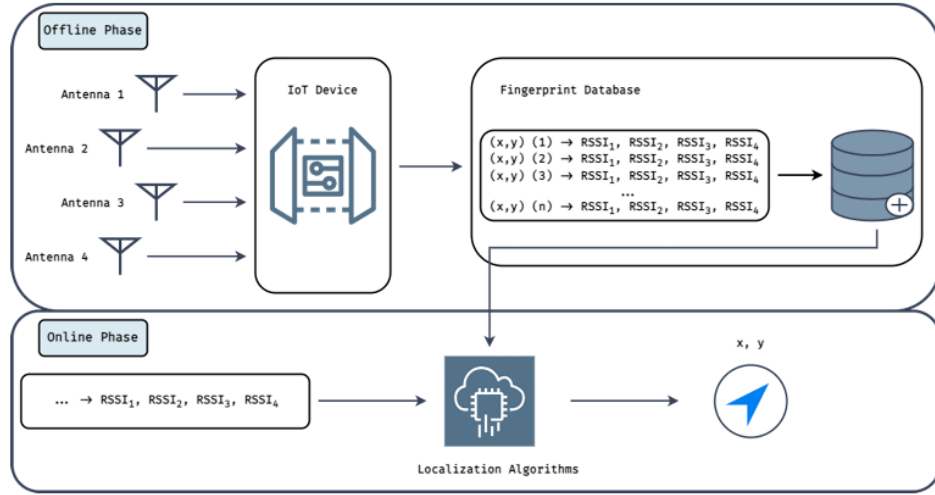 Offline Phase
Antenna 1
Antenna 2
Antenna 3
Antenna 4
IoT Device
Fingerprint Database
(x,y) (1) → RSSI₁, RSSI₂, RSSI₃, RSSI₄
(x,y) (2) → RSSI₁, RSSI₂, RSSI₃, RSSI₄
(x,y) (3) → RSSI₁, RSSI₂, RSSI₃, RSSI₄
...
(x,y) (n) → RSSI₁, RSSI₂, RSSI₃, RSSI₄
Online Phase
... → RSSI₁, RSSI₂, RSSI₃, RSSI₄
Localization Algorithms
x, y